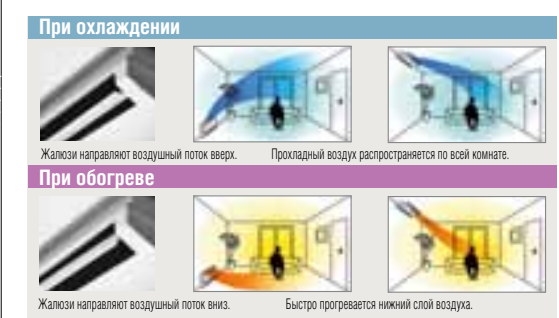 При охлаждении
Жалюзи направляют воздушный поток вверх. Прохладный воздух распространяется по всей комнате.
При обогреве
Жалюзи направляют воздушный поток вниз. Быстро прогревается нижний слой воздуха.